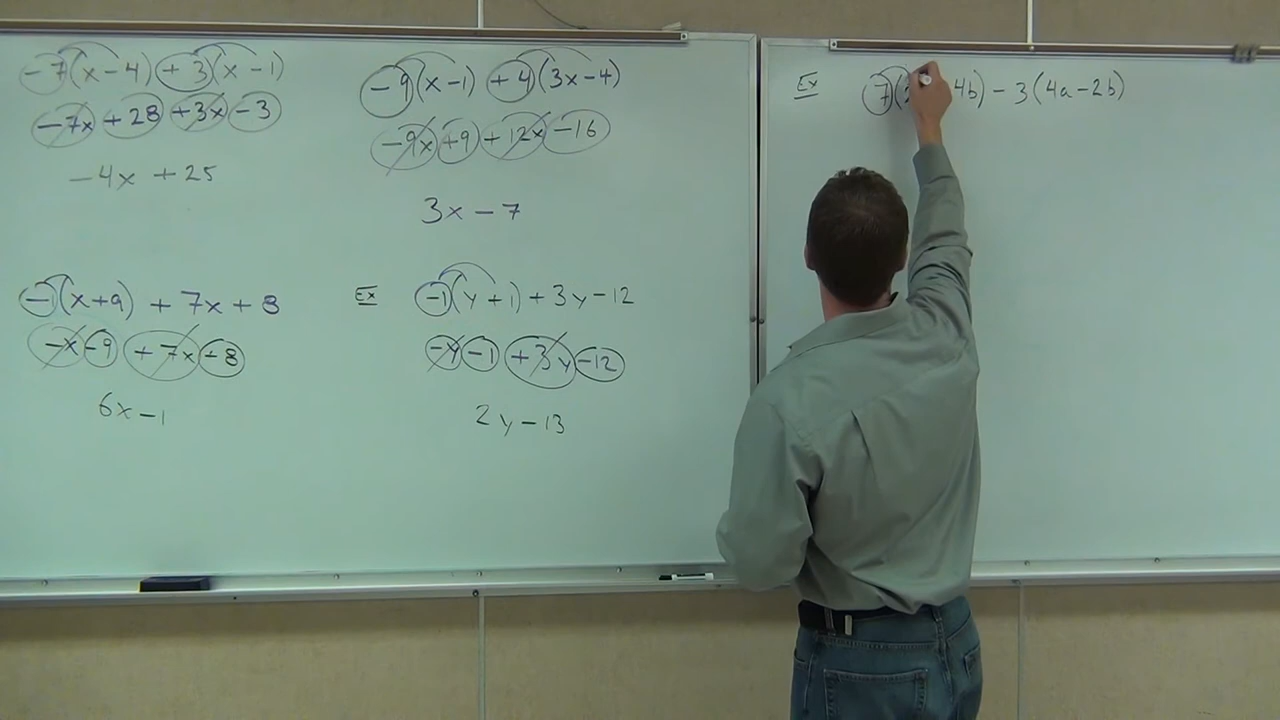 -7(x-4) +3(x-1)
-7x +28 +3x -3
-4x +25
-9(x-1) +4(3x-4)
-9x +9 +12x -16
3x - 7
-1(x+9) + 7x + 8
-x -9 +7x +8
6x - 1
Ex -1(y+1) + 3y - 12
-y -1 +3y -12
2y - 13
Ex 7( 4b) - 3(4a-2b)